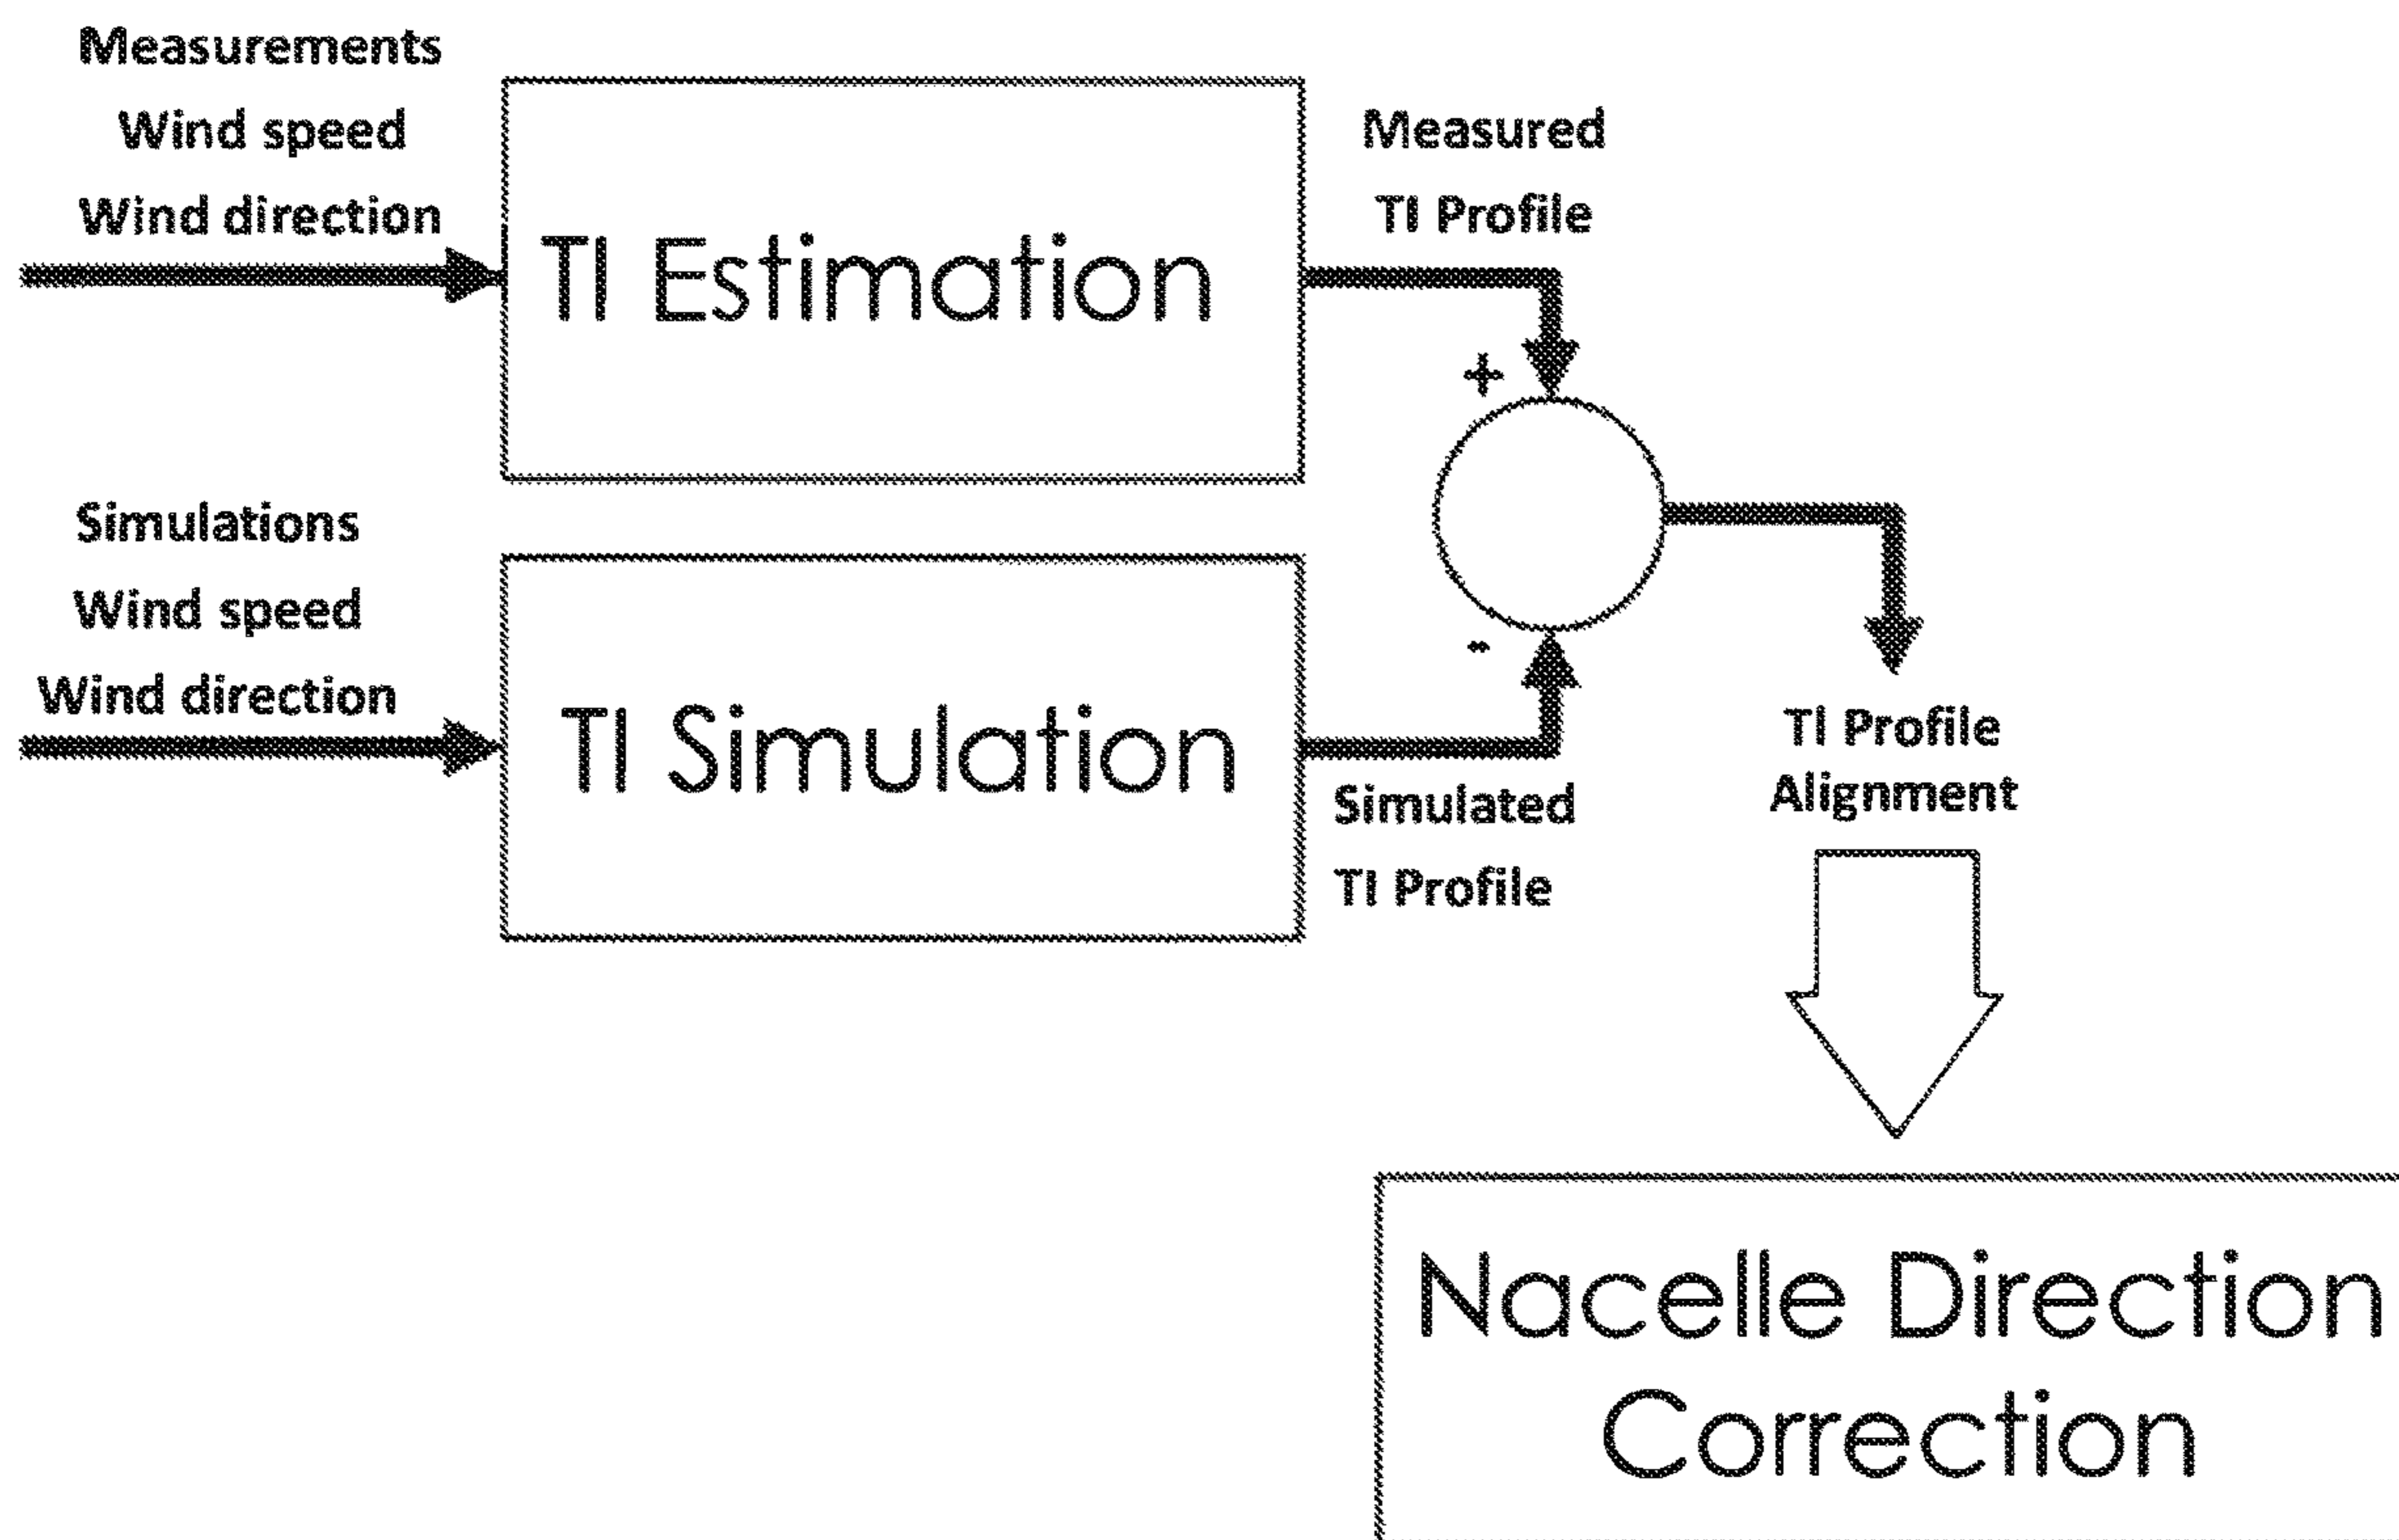 Measurements
Wind speed
Wind direction
TI Estimation
Measured
TI Profile
+
Simulations
Wind speed
Wind direction
TI Simulation
-
Simulated
TI Profile
TI Profile
Alignment
Nacelle Direction
Correction